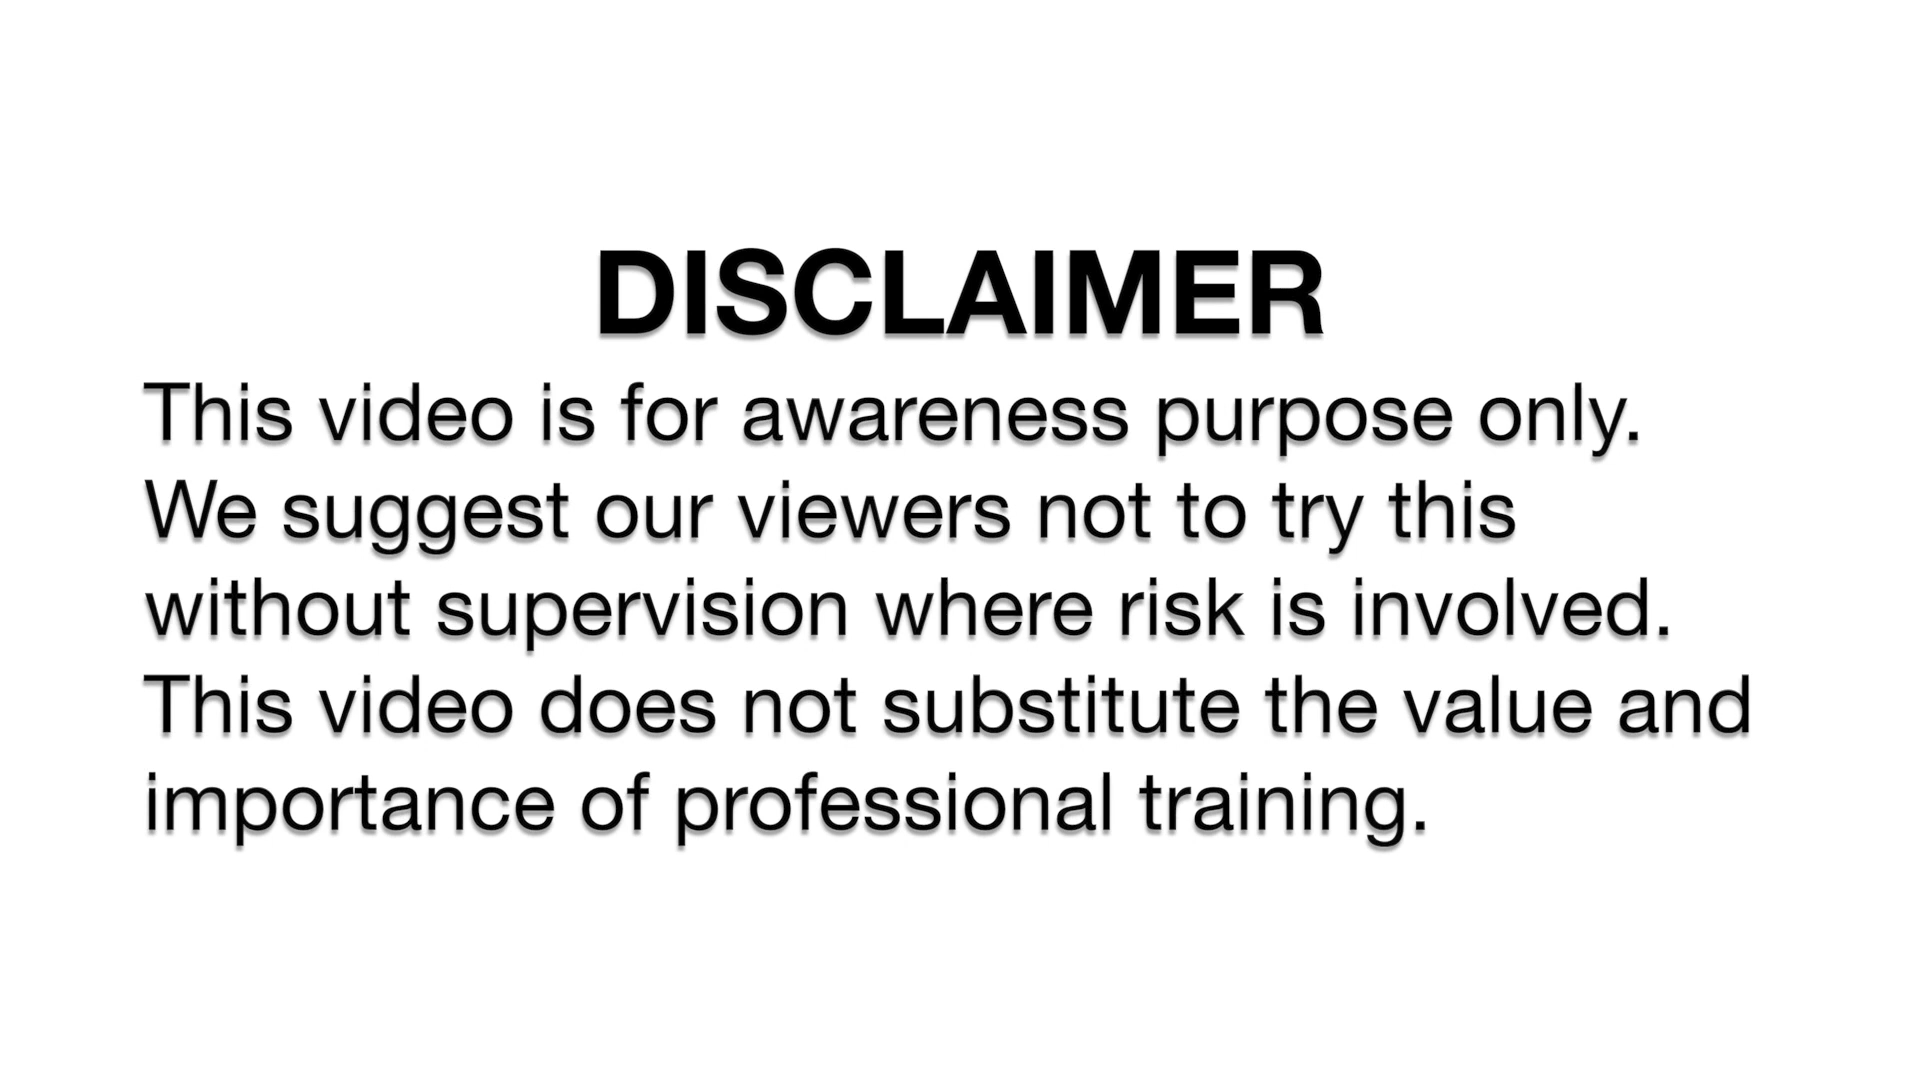 DISCLAIMER
This video is for awareness purpose only.
We suggest our viewers not to try this
without supervision where risk is involved.
This video does not substitute the value and
importance of professional training.